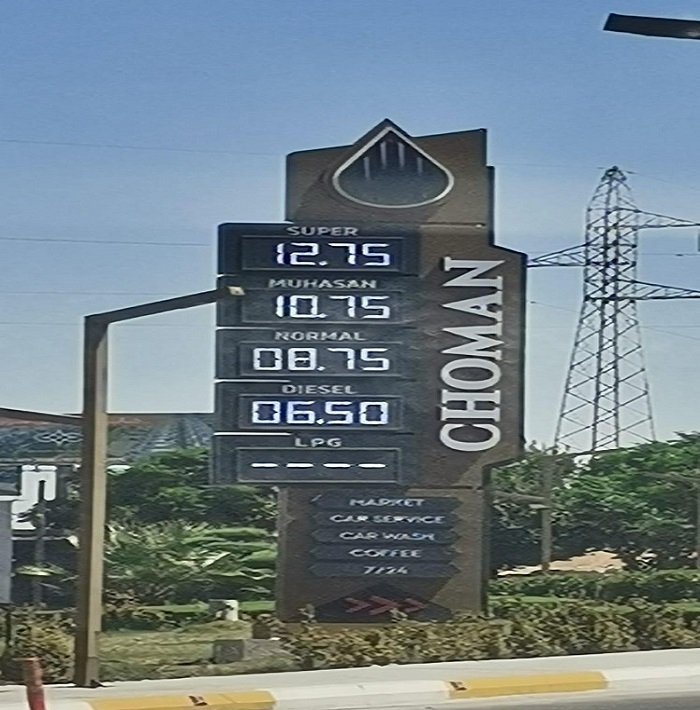 SUPER
12.75
MUHASAN
10.75
NORMAL
08.75
DIESEL
06.50
LPG
----
CHOMAN
MARKET
CAR SERVICE
CAR WASH
COFFEE
7/24